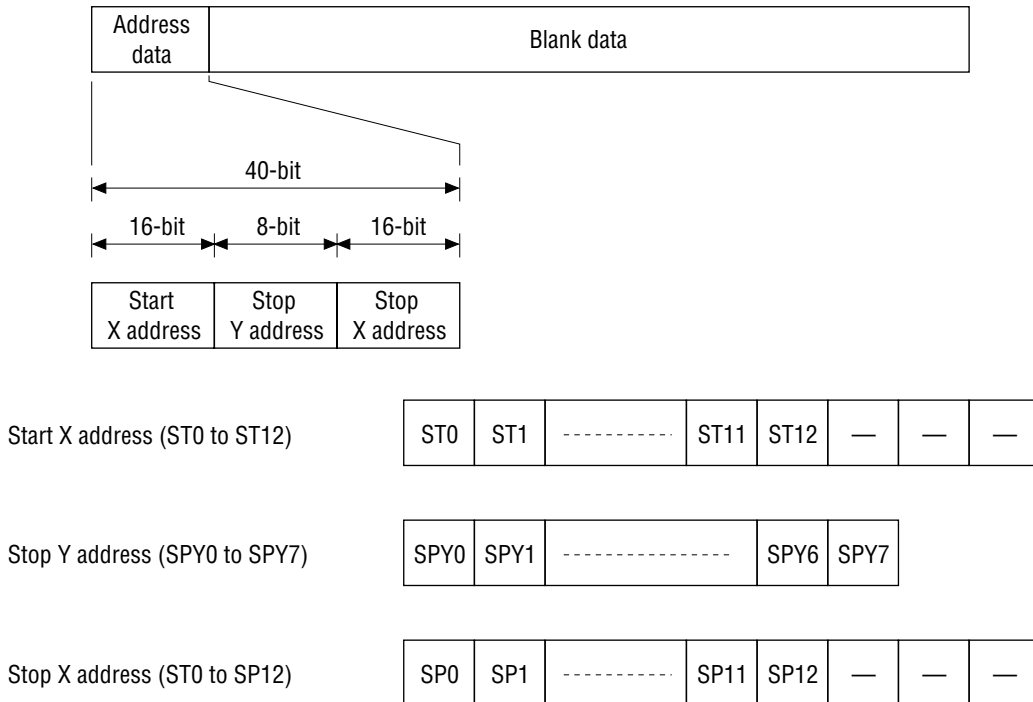 Address
data
Blank data
40-bit
16-bit 8-bit 16-bit
Start
X address
Stop
Y address
Stop
X address
Start X address (ST0 to ST12) ST0 ST1 ST11 ST12 — — —
Stop Y address (SPY0 to SPY7) SPY0 SPY1 SPY6 SPY7
Stop X address (ST0 to SP12) SP0 SP1 SP11 SP12 — — —